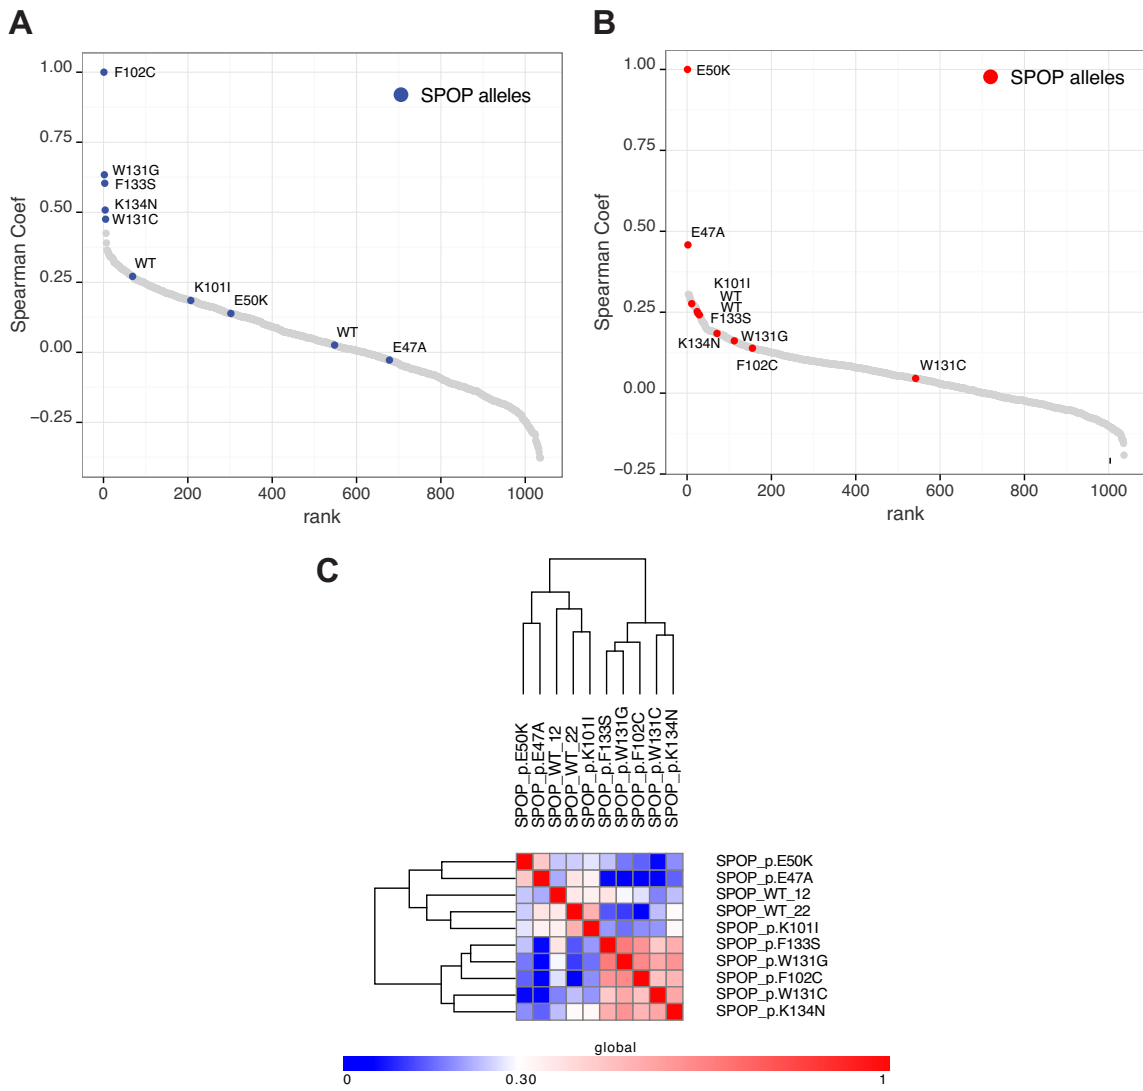 A
1.00
0.75
0.50
0.25
0.00
−0.25
Spearman Coef
F102C
SPOP alleles
W131G
F133S
K134N
W131C
WT
K101I
E50K
WT
E47A
0
200
400
600
800
1000
rank
B
1.00
0.75
0.50
0.25
0.00
−0.25
Spearman Coef
E50K
SPOP alleles
E47A
K101I
WT
WT
F133S
K134N
W131G
F102C
W131C
0
200
400
600
800
1000
rank
C
SPOP_p.E50K
SPOP_p.E47A
SPOP_WT_12
SPOP_WT_22
SPOP_p.K101I
SPOP_p.F133S
SPOP_p.W131G
SPOP_p.F102C
SPOP_p.W131C
SPOP_p.K134N
SPOP_p.E50K
SPOP_p.E47A
SPOP_WT_12
SPOP_WT_22
SPOP_p.K101I
SPOP_p.F133S
SPOP_p.W131G
SPOP_p.F102C
SPOP_p.W131C
SPOP_p.K134N
global
0
0.30
1